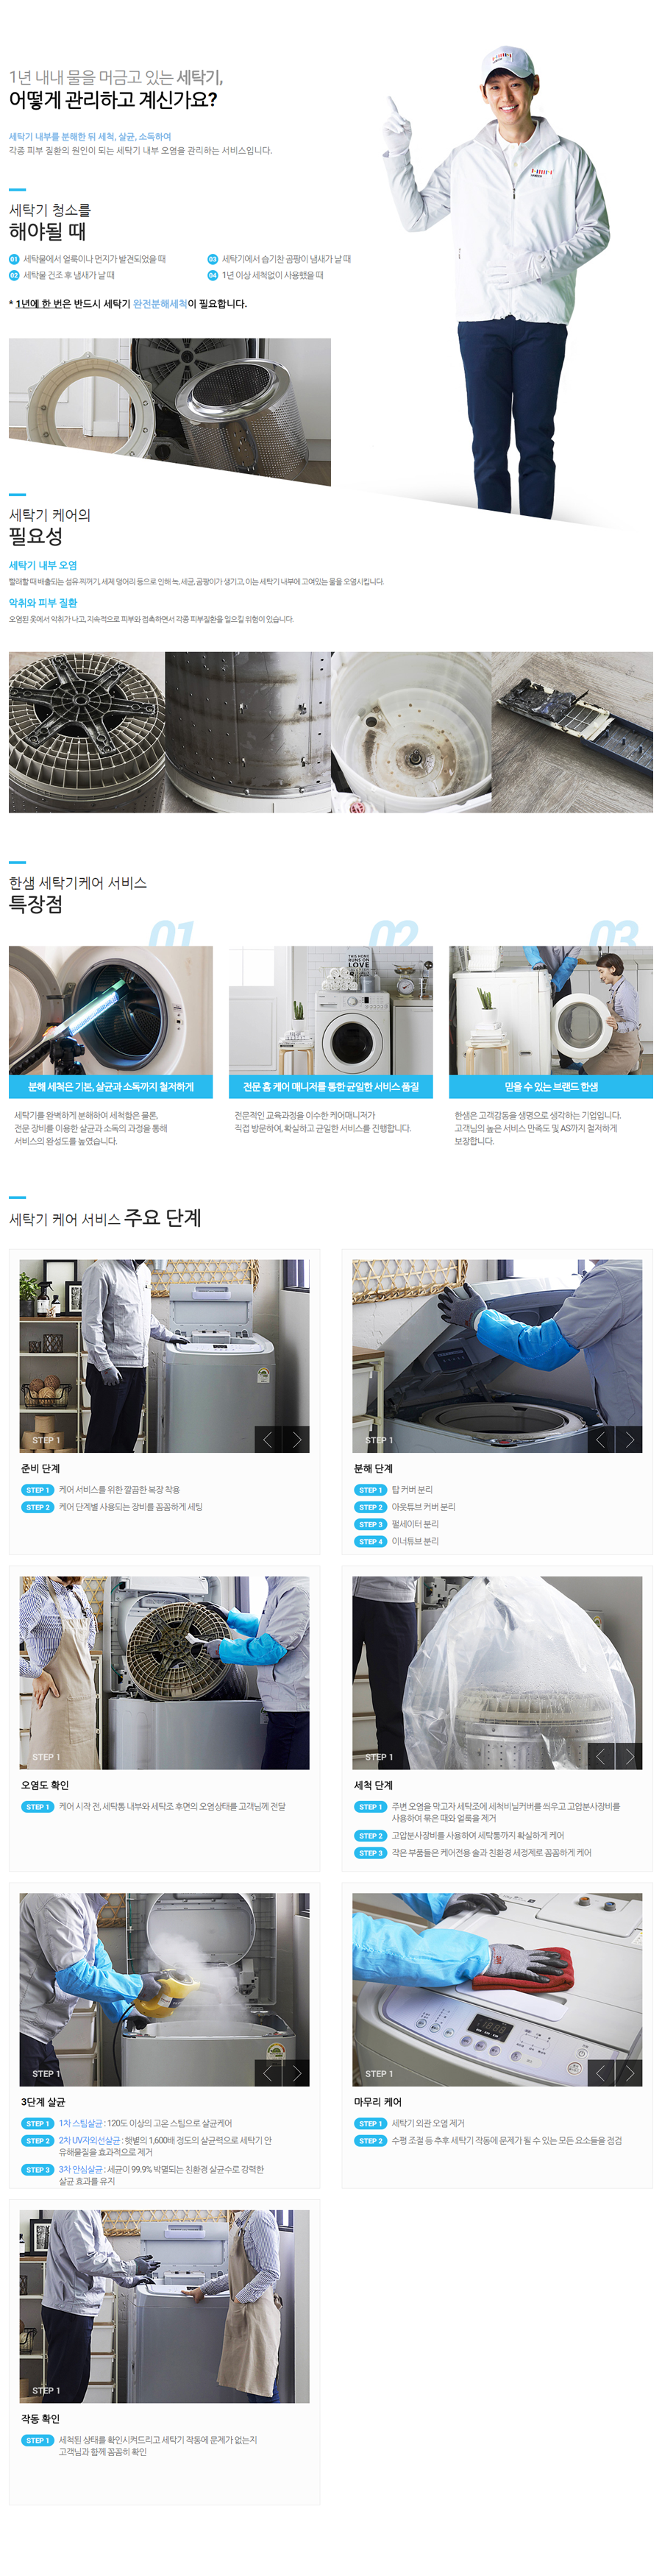 1년 내내 물을 머금고 있는 세탁기,
어떻게 관리하고 계신가요?
세탁기 내부를 분해한 뒤 세척, 살균, 소독하여
각종 피부 질환의 원인이 되는 세탁기 내부 오염을 관리하는 서비스입니다.
세탁기 청소를
해야될 때
01 세탁물에서 얼룩이나 먼지가 발견되었을 때
03 세탁기에서 습기찬 곰팡이 냄새가 날 때
02 세탁물 건조 후 냄새가 날 때
04 1년 이상 세척없이 사용했을 때
* 1년에 한 번은 반드시 세탁기 완전분해세척이 필요합니다.
세탁기 케어의
필요성
세탁기 내부 오염
빨래할 때 배출되는 섬유 찌꺼기, 세제 덩어리 등으로 인해 녹, 세균, 곰팡이가 생기고, 이는 세탁기 내부에 고여있는 물을 오염시킵니다.
악취와 피부 질환
오염된 옷에서 악취가 나고, 지속적으로 피부와 접촉하면서 각종 피부질환을 일으킬 위험이 있습니다.
한샘 세탁기케어 서비스
특장점
01
02
03
THIS HOME
RUNS ON
LOVE
분해 세척은 기본, 살균과 소독까지 철저하게
전문 홈 케어 매니저를 통한 균일한 서비스 품질
믿을 수 있는 브랜드 한샘
세탁기를 완벽하게 분해하여 세척함은 물론,
전문 장비를 이용한 살균과 소독의 과정을 통해
서비스의 완성도를 높였습니다.
전문적인 교육과정을 이수한 케어매니저가
직접 방문하여, 확실하고 균일한 서비스를 진행합니다.
한샘은 고객감동을 생명으로 생각하는 기업입니다.
고객님의 높은 서비스 만족도 및 AS까지 철저하게
보장합니다.
세탁기 케어 서비스 주요 단계
STEP 1
준비 단계
STEP 1 케어 서비스를 위한 깔끔한 복장 착용
STEP 2 케어 단계별 사용되는 장비를 꼼꼼하게 세팅
STEP 1
분해 단계
STEP 1 탑 커버 분리
STEP 2 아웃튜브 커버 분리
STEP 3 펄세이터 분리
STEP 4 이너튜브 분리
STEP 1
오염도 확인
STEP 1 케어 시작 전, 세탁통 내부와 세탁조 후면의 오염상태를 고객님께 전달
STEP 1
세척 단계
STEP 1 주변 오염을 막고자 세탁조에 세척비닐커버를 씌우고 고압분사장비를
사용하여 묵은 때와 얼룩을 제거
STEP 2 고압분사장비를 사용하여 세탁통까지 확실하게 케어
STEP 3 작은 부품들은 케어전용 솔과 친환경 세정제로 꼼꼼하게 케어
STEP 1
3단계 살균
STEP 1 1차 스팀살균 : 120도 이상의 고온 스팀으로 살균케어
STEP 2 2차 UV자외선살균 : 햇볕의 1,600배 정도의 살균력으로 세탁기 안
유해물질을 효과적으로 제거
STEP 3 3차 안심살균 : 세균이 99.9% 박멸되는 친환경 살균수로 강력한
살균 효과를 유지
STEP 1
마무리 케어
STEP 1 세탁기 외관 오염 제거
STEP 2 수평 조절 등 추후 세탁기 작동에 문제가 될 수 있는 모든 요소들을 점검
STEP 1
작동 확인
STEP 1 세척된 상태를 확인시켜드리고 세탁기 작동에 문제가 없는지
고객님과 함께 꼼꼼히 확인